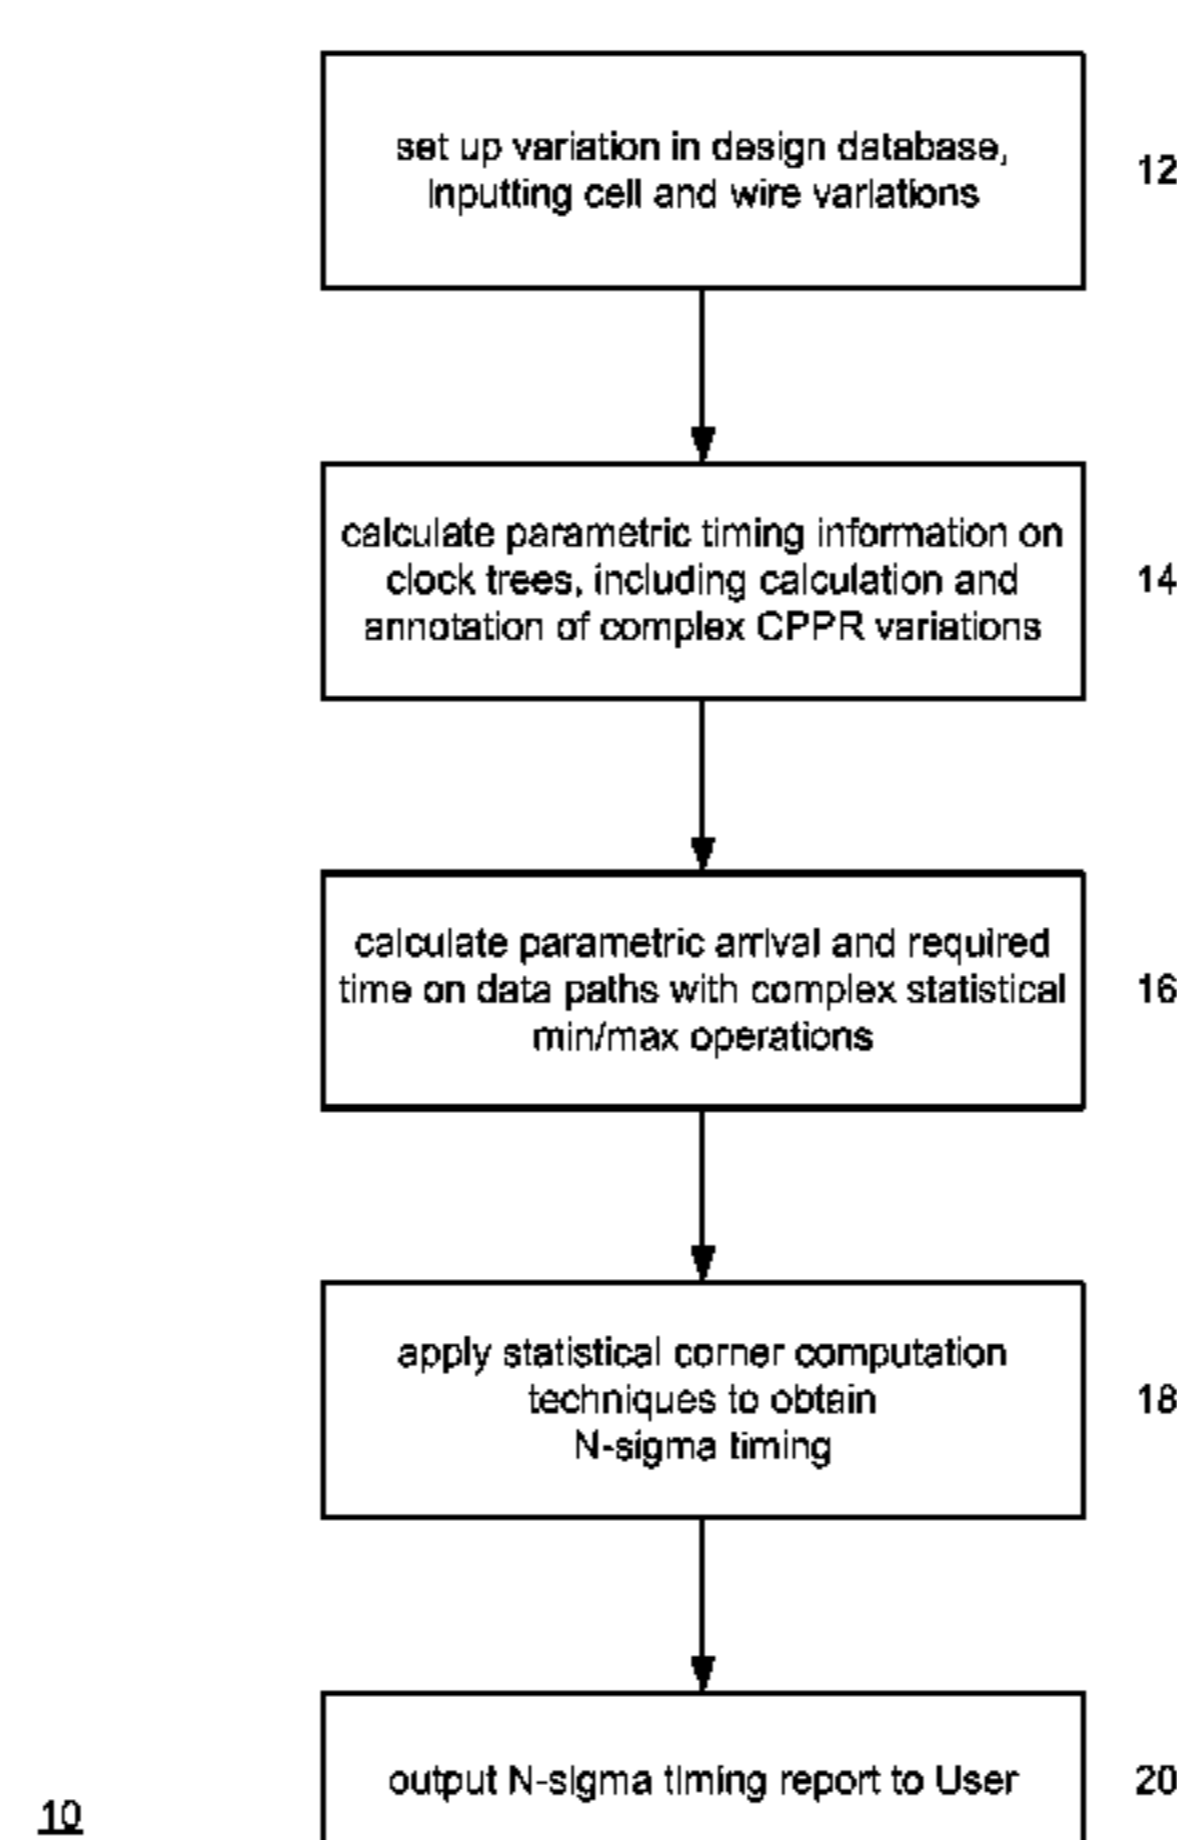 set up variation in design database,
inputting cell and wire variations
12
calculate parametric timing information on
clock trees, including calculation and
annotation of complex CPPR variations
14
calculate parametric arrival and required
time on data paths with complex statistical
min/max operations
16
apply statistical corner computation
techniques to obtain
N-sigma timing
18
output N-sigma timing report to User
20
10